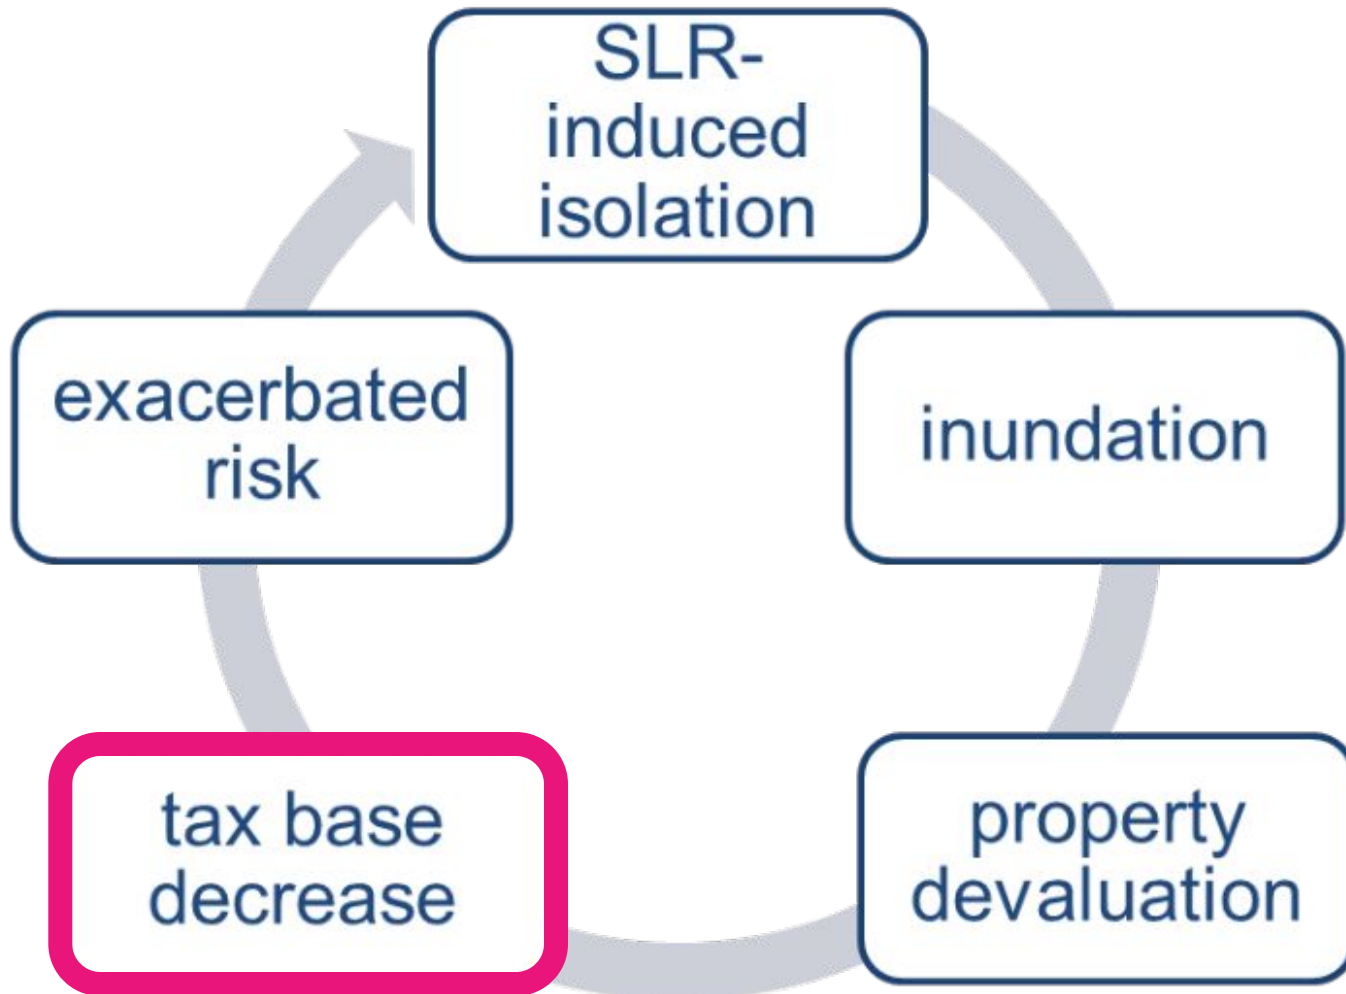 SLR-
induced
isolation
inundation
property
devaluation
tax base
decrease
exacerbated
risk